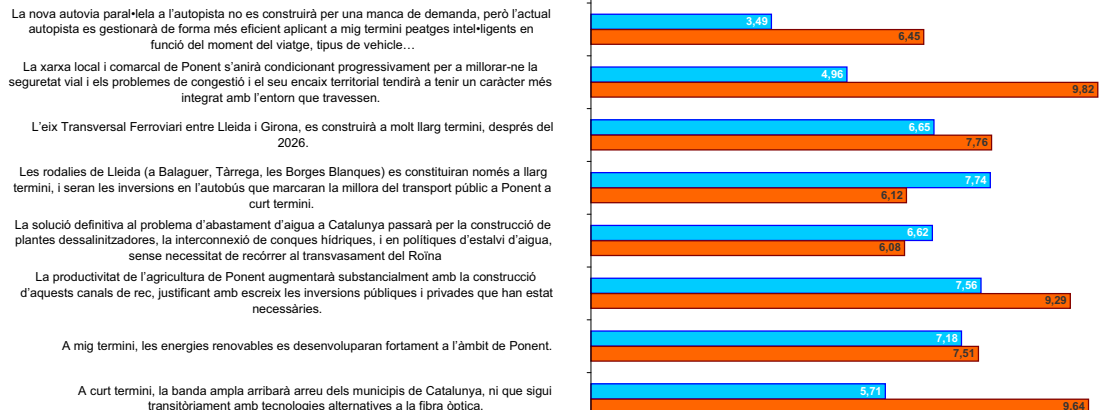 La nova autovia paral•lela a l'autopista no es construirà per una manca de demanda, però l'actual
autopista es gestionarà de forma més eficient aplicant a mig termini peatges intel•ligents en
funció del moment del viatge, tipus de vehicle…
3,49
6,45
La xarxa local i comarcal de Ponent s'anirà condicionant progressivament per a millorar-ne la
seguretat vial i els problemes de congestió i el seu encaix territorial tendirà a tenir un caràcter més
integrat amb l'entorn que travessen.
4,96
9,82
L'eix Transversal Ferroviari entre Lleida i Girona, es construirà a molt llarg termini, després del
2026.
6,65
7,76
Les rodalies de Lleida (a Balaguer, Tàrrega, les Borges Blanques) es constituiran només a llarg
termini, i seran les inversions en l'autobús que marcaran la millora del transport públic a Ponent a
curt termini.
7,74
6,12
La solució definitiva al problema d'abastament d'aigua a Catalunya passarà per la construcció de
plantes dessalinitzadores, la interconnexió de conques hídriques, i en polítiques d'estalvi d'aigua,
sense necessitat de recórrer al transvasament del Roïna
6,62
6,08
La productivitat de l'agricultura de Ponent augmentarà substancialment amb la construcció
d'aquests canals de rec, justificant amb escreix les inversions públiques i privades que han estat
necessàries.
7,56
9,29
A mig termini, les energies renovables es desenvoluparan fortament a l'àmbit de Ponent.
7,18
7,51
A curt termini, la banda ampla arribarà arreu dels municipis de Catalunya, ni que sigui
transitòriament amb tecnologies alternatives a la fibra òptica.
5,71
9,64